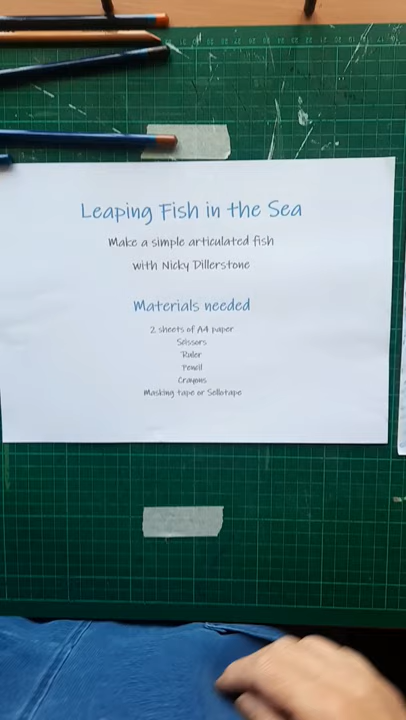 Leaping Fish in the Sea
Make a simple articulated fish
with Nicky Dillerstone
Materials needed
2 sheets of A4 paper
Scissors
Ruler
Pencil
Crayons
Masking tape or Sellotape